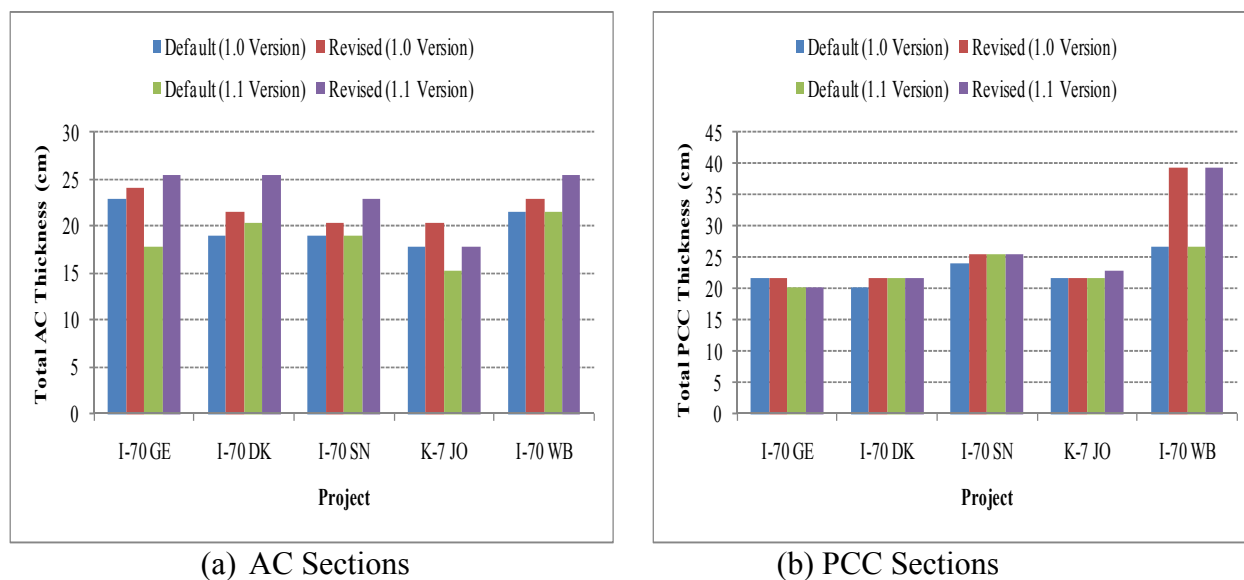 Default (1.0 Version) Revised (1.0 Version)
Default (1.1 Version) Revised (1.1 Version)
Total AC Thickness (cm)
30
25
20
15
10
5
0
I-70 GE I-70 DK I-70 SN K-7 JO I-70 WB
Project
(a) AC Sections
Default (1.0 Version) Revised (1.0 Version)
Default (1.1 Version) Revised (1.1 Version)
Total PCC Thickness (cm)
45
40
35
30
25
20
15
10
5
0
I-70 GE I-70 DK I-70 SN K-7 JO I-70 WB
Project
(b) PCC Sections